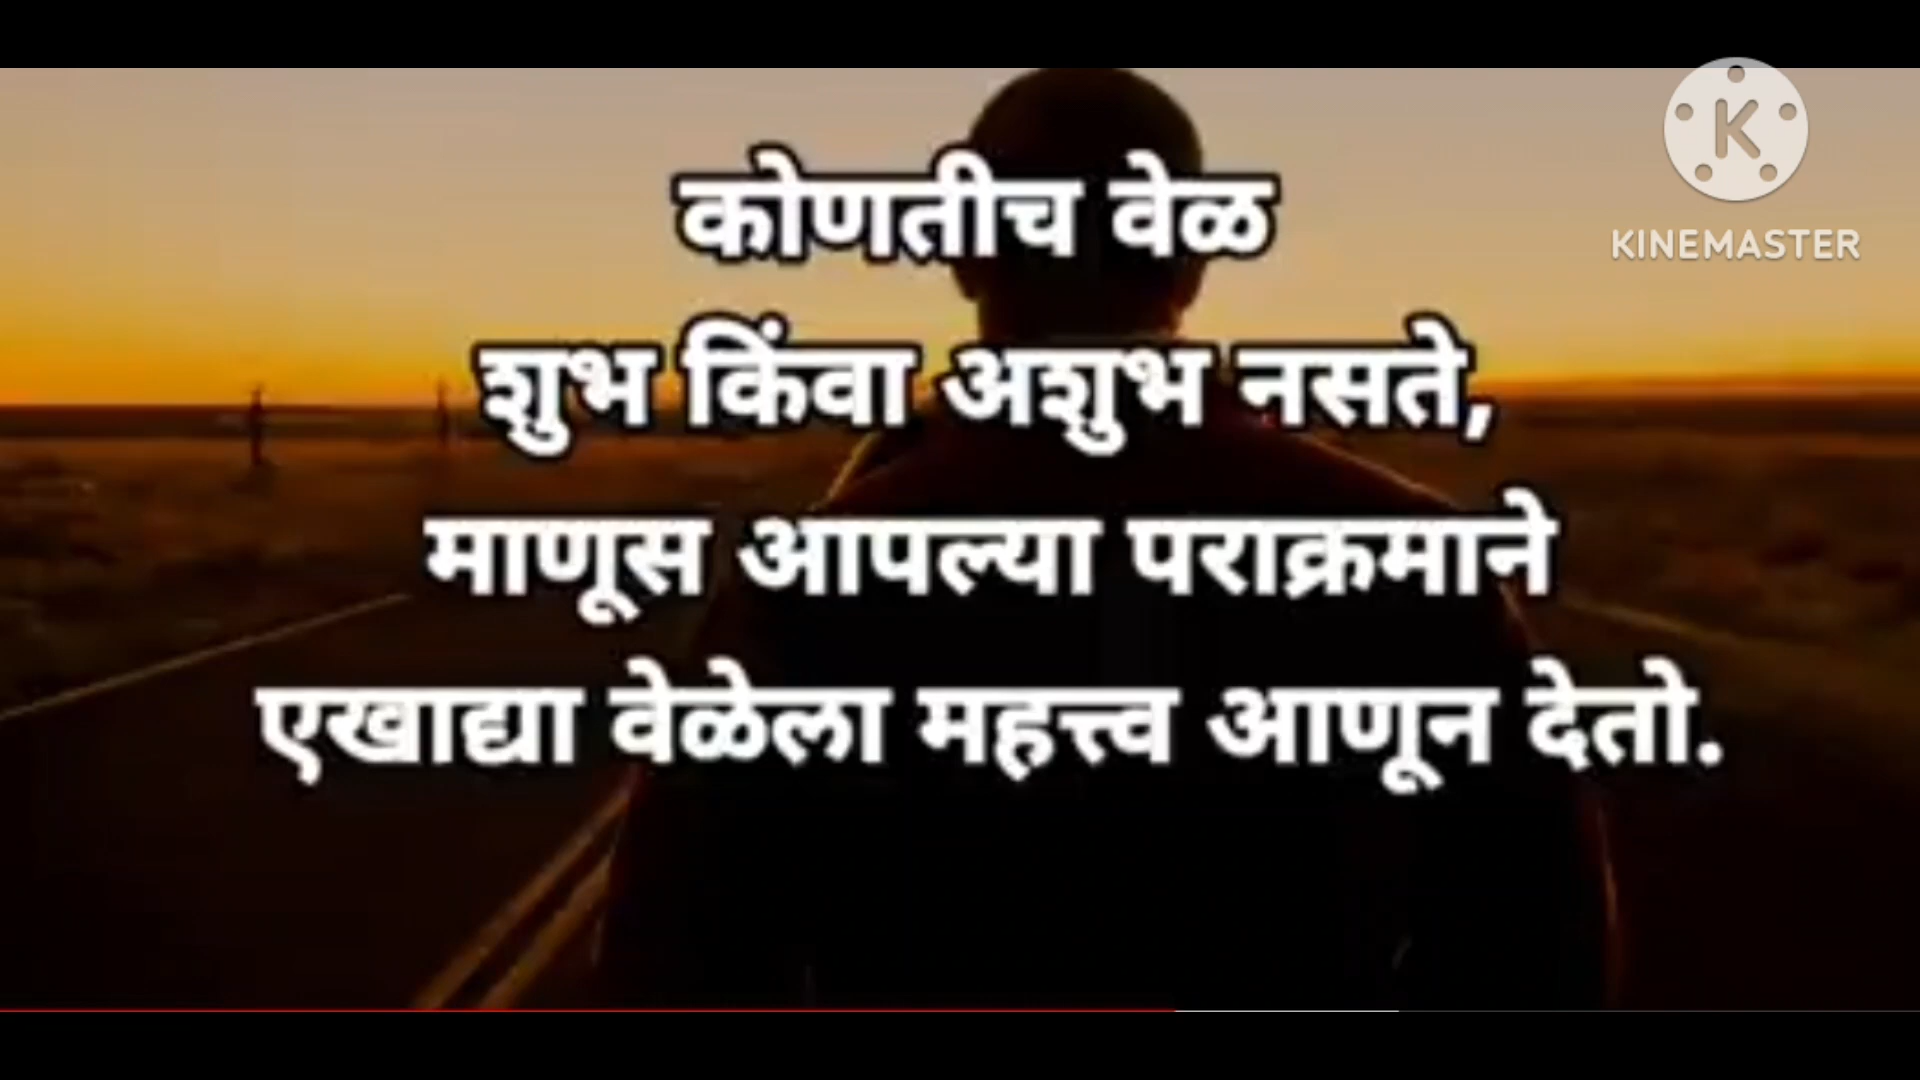 KINEMASTER
कोणतीच वेळ
शुभ किंवा अशुभ नसते,
माणूस आपल्या पराक्रमाने
एखाद्या वेळेला महत्त्व आणून देतो.